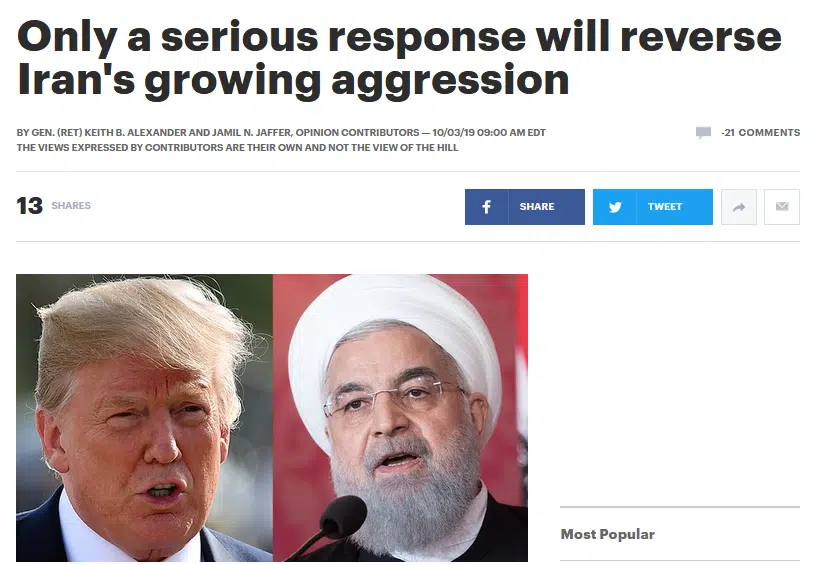 Only a serious response will reverse
Iran's growing aggression
BY GEN. (RET) KEITH B. ALEXANDER AND JAMIL N. JAFFER, OPINION CONTRIBUTORS — 10/03/19 09:00 AM EDT
THE VIEWS EXPRESSED BY CONTRIBUTORS ARE THEIR OWN AND NOT THE VIEW OF THE HILL
-21 COMMENTS
13 SHARES
SHARE
TWEET
Most Popular